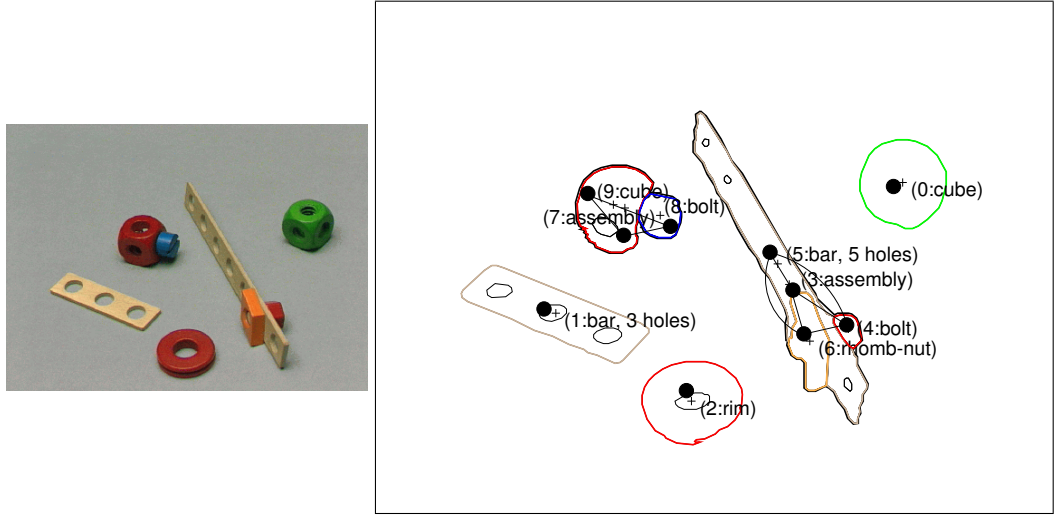 (9:cube)
(0:cube)
(8:bolt)
(7:assembly)
(5:bar, 5 holes)
(3:assembly)
(1:bar, 3 holes)
(4:bolt)
(6:rhomb-nut)
(2:rim)